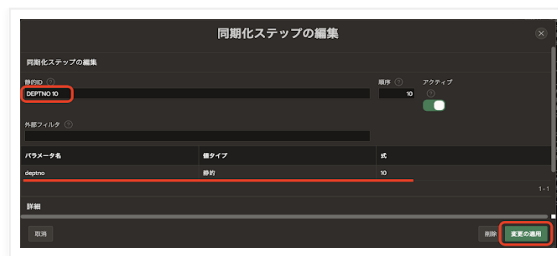 同期化ステップの編集
同期化ステップの編集
静的ID
順序
アクティブ
DEPTNO 10
10
外部フィルタ
パラメータ名
値タイプ
式
deptno
静的
10
1 - 1
詳細
取消
削除
変更の適用